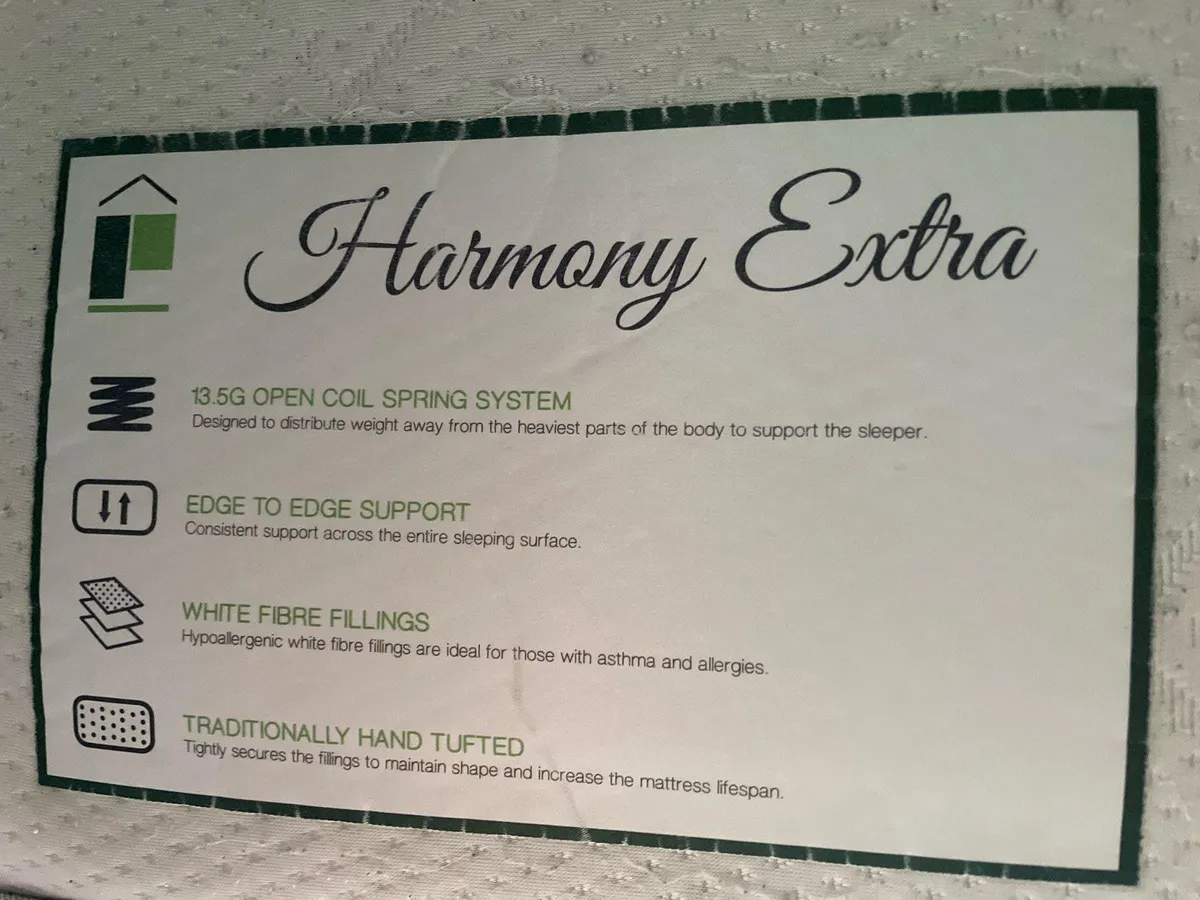 Harmony Extra
13.5G OPEN COIL SPRING SYSTEM
Designed to distribute weight away from the heaviest parts of the body to support the sleeper.
EDGE TO EDGE SUPPORT
Consistent support across the entire sleeping surface.
WHITE FIBRE FILLINGS
Hypoallergenic white fibre fillings are ideal for those with asthma and allergies.
TRADITIONALLY HAND TUFTED
Tightly secures the fillings to maintain shape and increase the mattress lifespan.